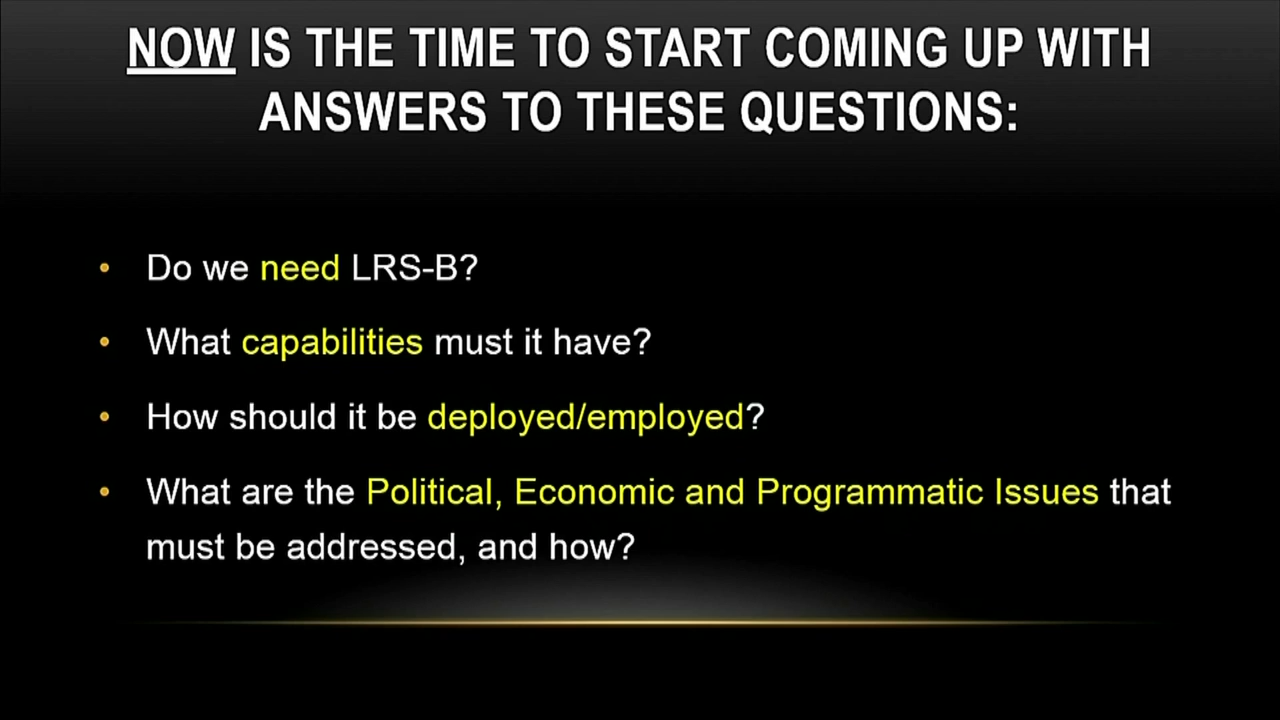 NOW IS THE TIME TO START COMING UP WITH
ANSWERS TO THESE QUESTIONS:
• Do we need LRS-B?
• What capabilities must it have?
• How should it be deployed/employed?
• What are the Political, Economic and Programmatic Issues that
must be addressed, and how?